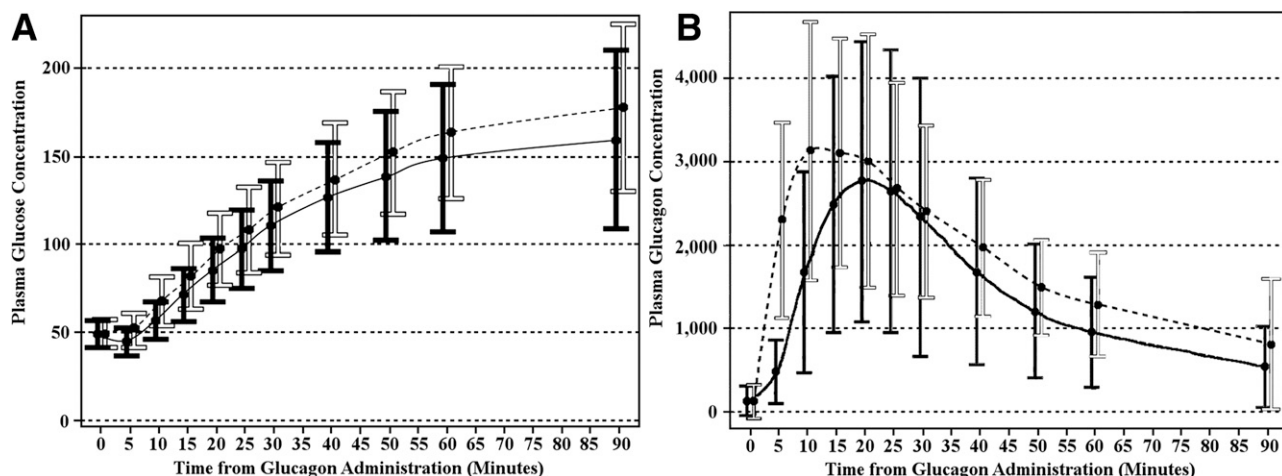 A
Plasma Glucose Concentration
200
150
100
50
0
0 5 10 15 20 25 30 35 40 45 50 55 60 65 70 75 80 85 90
Time from Glucagon Administration (Minutes)
B
Plasma Glucagon Concentration
4,000
3,000
2,000
1,000
0
0 5 10 15 20 25 30 35 40 45 50 55 60 65 70 75 80 85 90
Time from Glucagon Administration (Minutes)